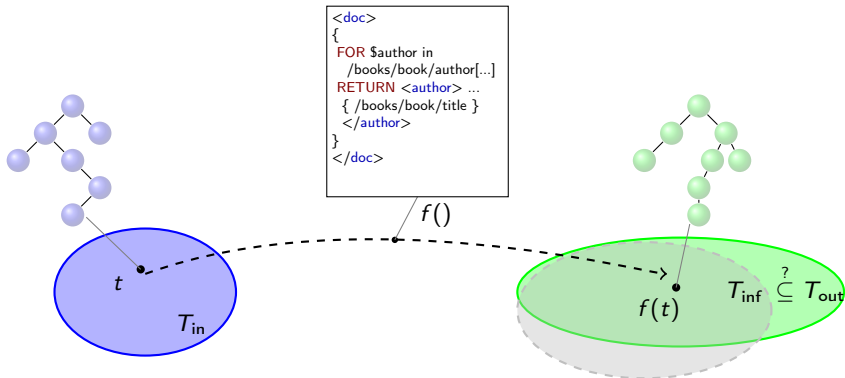 <doc>
{
FOR $author in
/books/book/author[...]
RETURN <author> ...
{ /books/book/title }
</author>
}
</doc>
f()
t
T_in
f(t)
T_inf ⊆? T_out